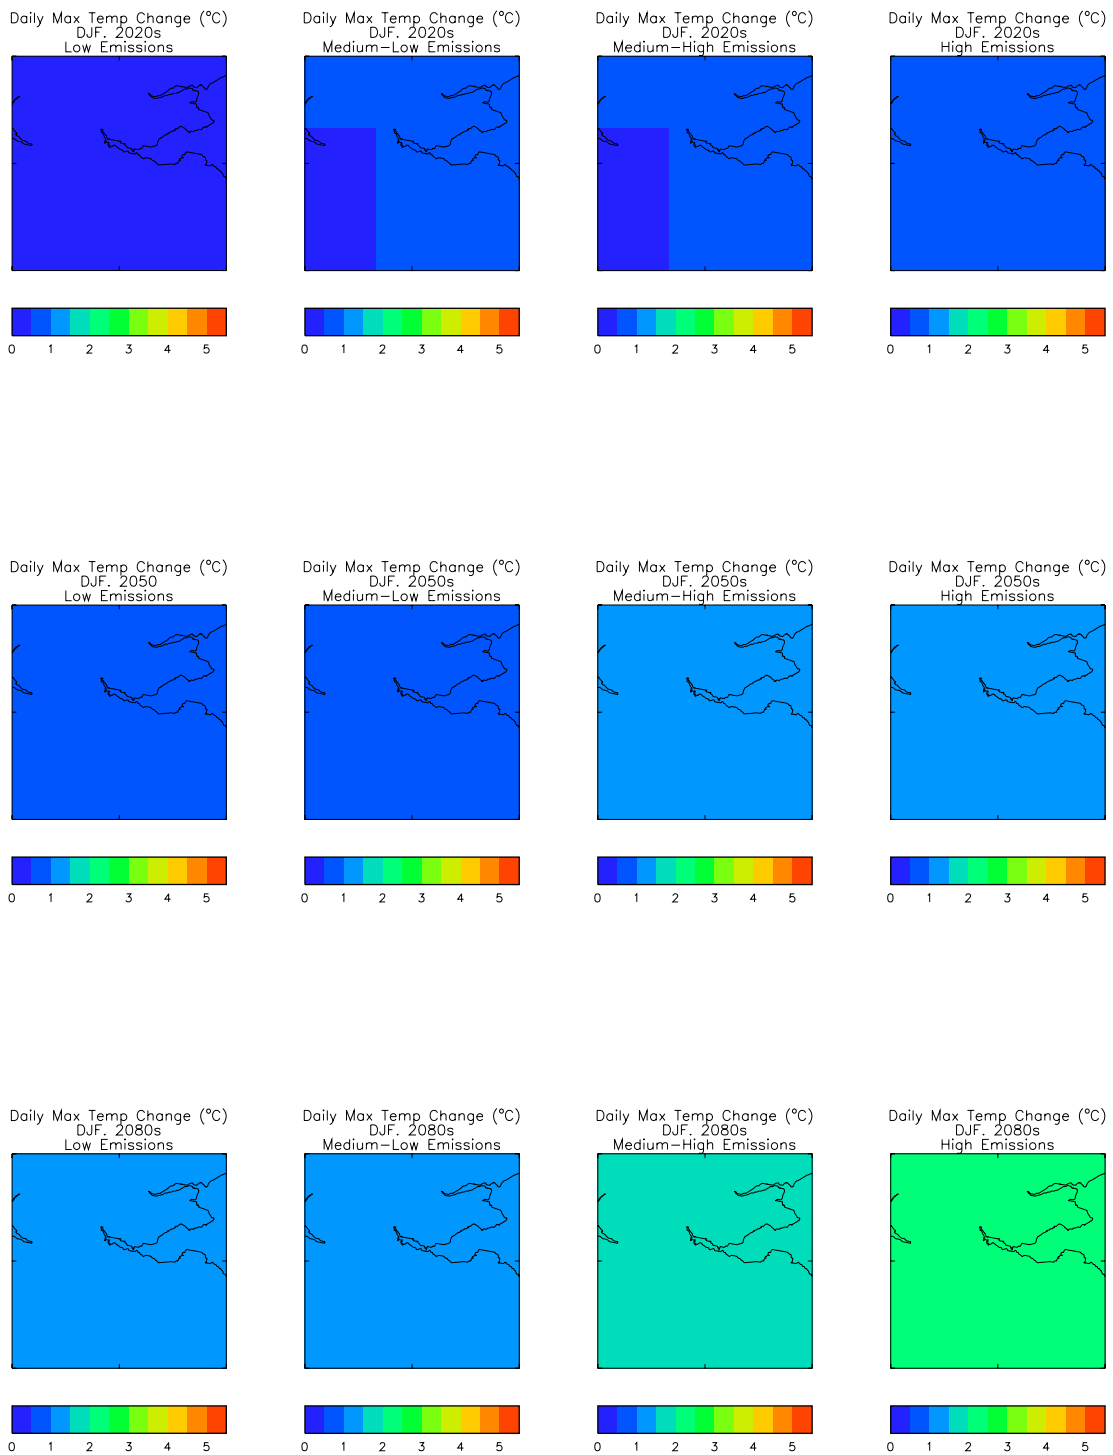 Daily Max Temp Change (°C)
DJF. 2020s
Low Emissions
Daily Max Temp Change (°C)
DJF. 2020s
Medium-Low Emissions
Daily Max Temp Change (°C)
DJF. 2020s
Medium-High Emissions
Daily Max Temp Change (°C)
DJF. 2020s
High Emissions
0 1 2 3 4 5
0 1 2 3 4 5
0 1 2 3 4 5
0 1 2 3 4 5
Daily Max Temp Change (°C)
DJF. 2050
Low Emissions
Daily Max Temp Change (°C)
DJF. 2050s
Medium-Low Emissions
Daily Max Temp Change (°C)
DJF. 2050s
Medium-High Emissions
Daily Max Temp Change (°C)
DJF. 2050s
High Emissions
0 1 2 3 4 5
0 1 2 3 4 5
0 1 2 3 4 5
0 1 2 3 4 5
Daily Max Temp Change (°C)
DJF. 2080s
Low Emissions
Daily Max Temp Change (°C)
DJF. 2080s
Medium-Low Emissions
Daily Max Temp Change (°C)
DJF. 2080s
Medium-High Emissions
Daily Max Temp Change (°C)
DJF. 2080s
High Emissions
0 1 2 3 4 5
0 1 2 3 4 5
0 1 2 3 4 5
0 1 2 3 4 5